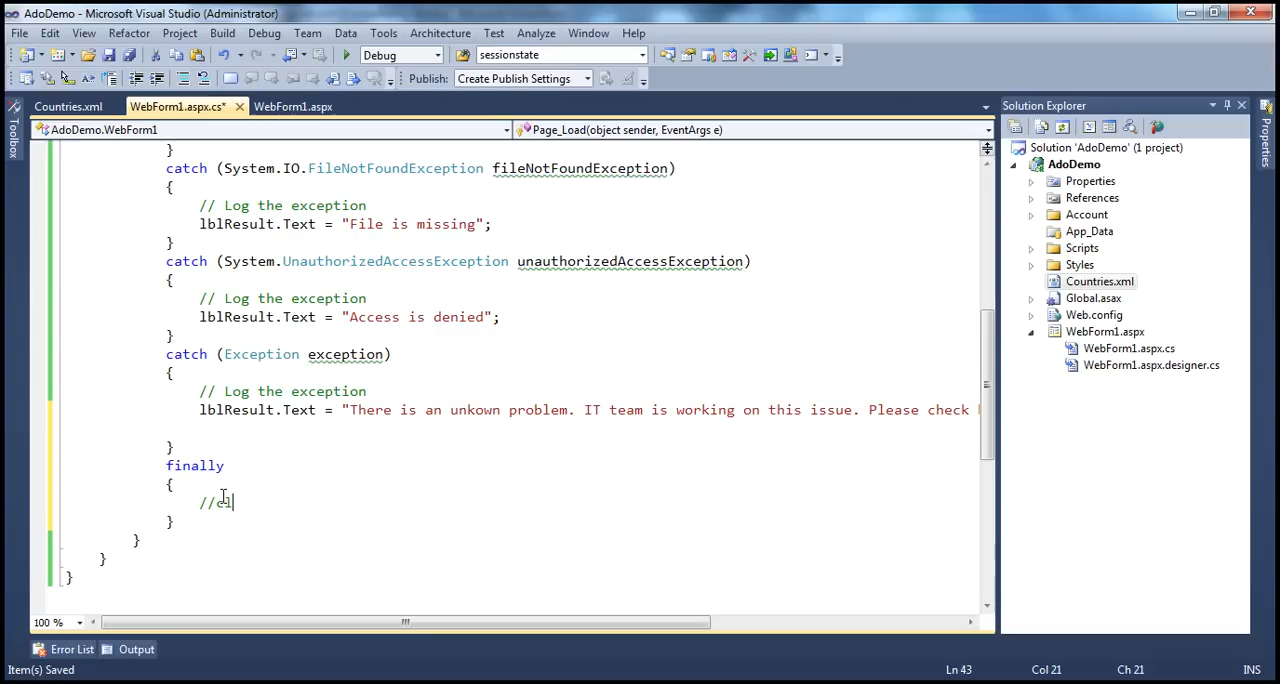 AdoDemo - Microsoft Visual Studio (Administrator)
File Edit View Refactor Project Build Debug Team Data Tools Architecture Test Analyze Window Help
Debug sessionstate
Publish: Create Publish Settings
Countries.xml WebForm1.aspx.cs* WebForm1.aspx
AdoDemo.WebForm1 Page_Load(object sender, EventArgs e)
Toolbox
}
catch (System.IO.FileNotFoundException fileNotFoundException)
{
// Log the exception
lblResult.Text = "File is missing";
}
catch (System.UnauthorizedAccessException unauthorizedAccessException)
{
// Log the exception
lblResult.Text = "Access is denied";
}
catch (Exception exception)
{
// Log the exception
lblResult.Text = "There is an unkown problem. IT team is working on this issue. Please check
}
finally
{
//cl
}
}
}
}
100 %
Solution Explorer
Solution 'AdoDemo' (1 project)
AdoDemo
Properties
References
Account
App_Data
Scripts
Styles
Countries.xml
Global.asax
Web.config
WebForm1.aspx
WebForm1.aspx.cs
WebForm1.aspx.designer.cs
Properties
Error List Output
Item(s) Saved Ln 43 Col 21 Ch 21 INS